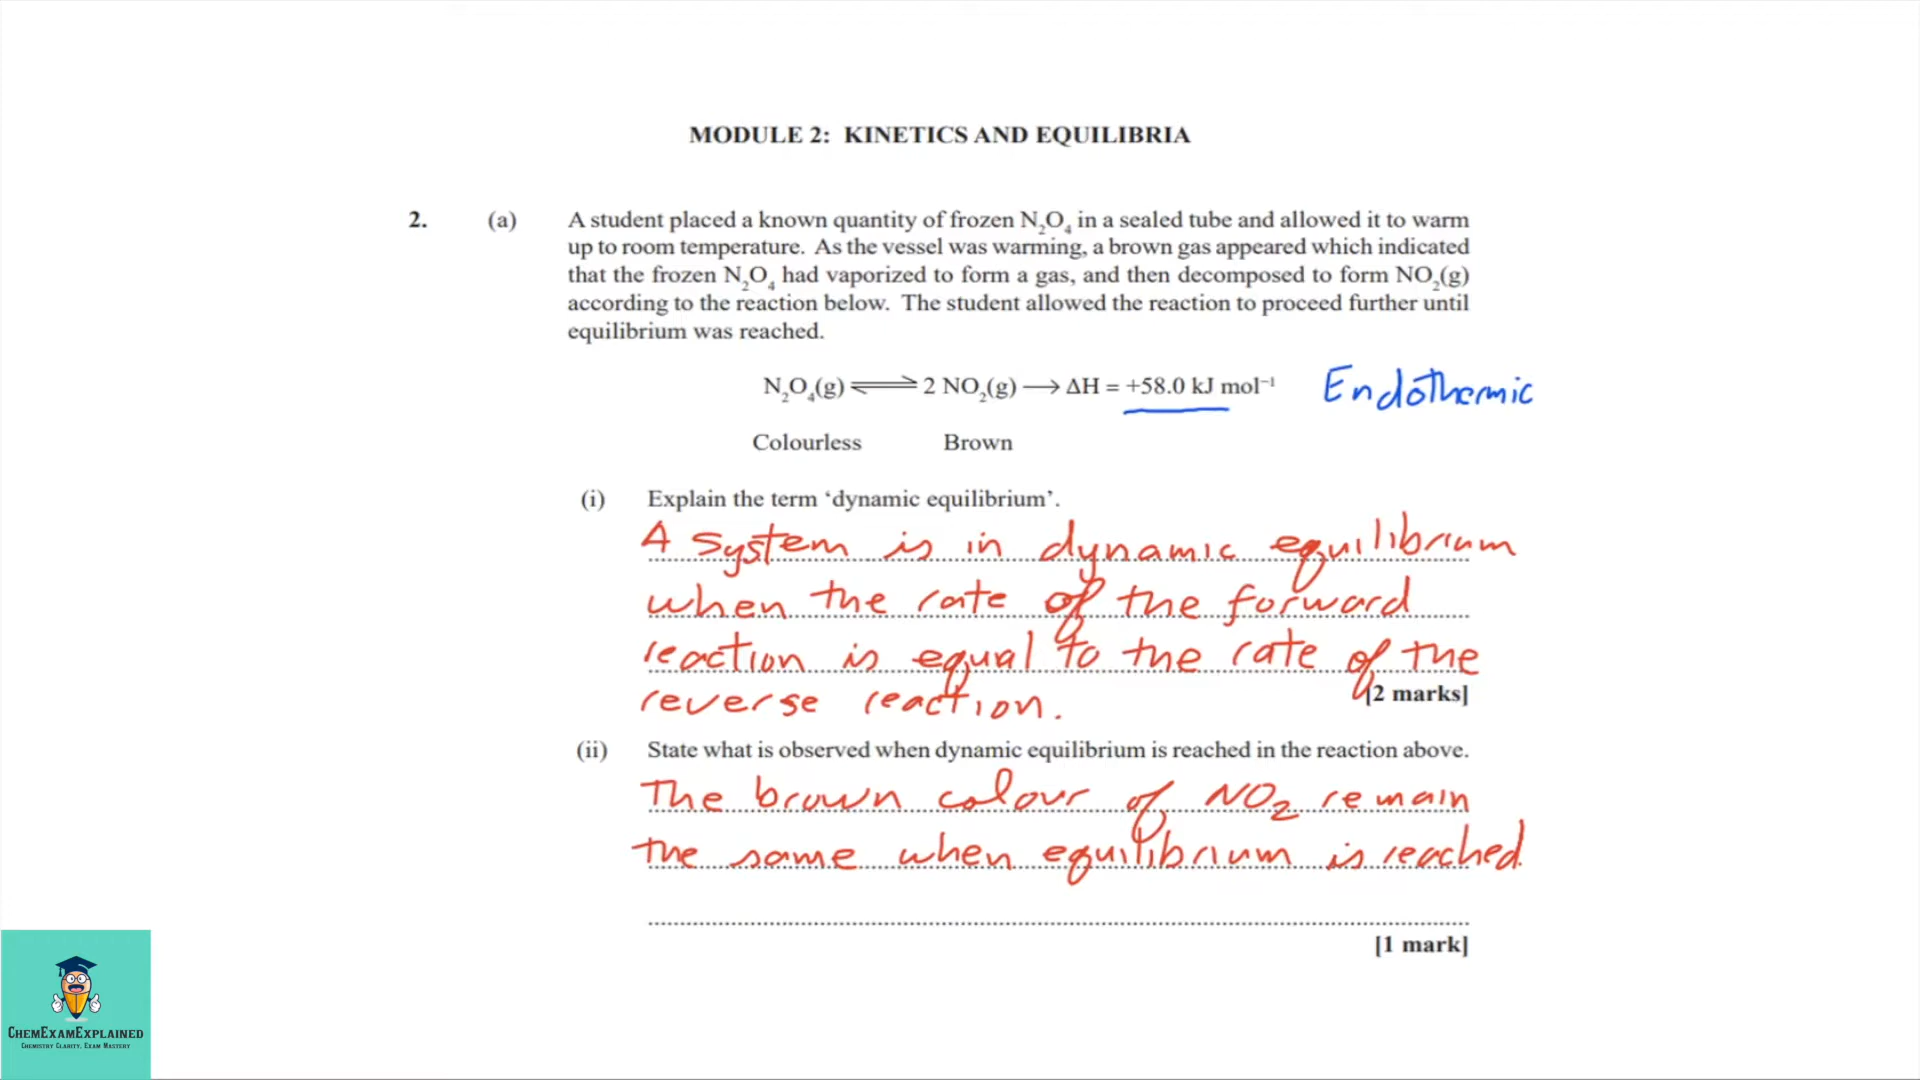 MODULE 2: KINETICS AND EQUILIBRIA
2. (a) A student placed a known quantity of frozen N₂O₄ in a sealed tube and allowed it to warm
up to room temperature. As the vessel was warming, a brown gas appeared which indicated
that the frozen N₂O₄ had vaporized to form a gas, and then decomposed to form NO₂(g)
according to the reaction below. The student allowed the reaction to proceed further until
equilibrium was reached.
N₂O₄(g) ⇌ 2 NO₂(g) → ΔH = +58.0 kJ mol⁻¹ Endothermic
Colourless Brown
(i) Explain the term ‘dynamic equilibrium’.
A system is in dynamic equilibrium
when the rate of the forward
reaction is equal to the rate of the
reverse reaction.
[2 marks]
(ii) State what is observed when dynamic equilibrium is reached in the reaction above.
The brown colour of NO₂ remain
the same when equilibrium is reached.
[1 mark]
CHEMEXAMEXPLAINED
CHEMISTRY CLARITY, EXAM MASTERY